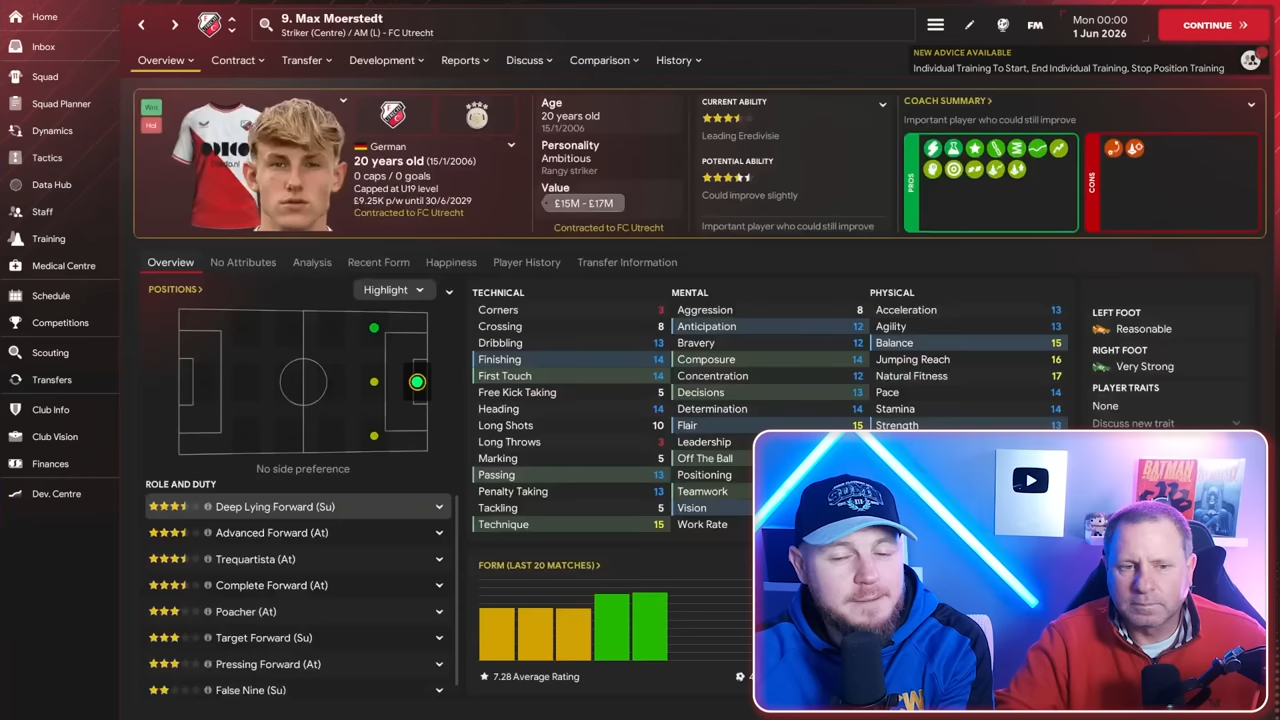 Home
Inbox
Squad
Squad Planner
Dynamics
Tactics
Data Hub
Staff
Training
Medical Centre
Schedule
Competitions
Scouting
Transfers
Club Info
Club Vision
Finances
Dev. Centre
9. Max Moerstedt
Striker (Centre) / AM (L) - FC Utrecht
FM
Mon 00:00
1 Jun 2026
CONTINUE
Overview
Contract
Transfer
Development
Reports
Discuss
Comparison
History
NEW ADVICE AVAILABLE
Individual Training To Start, End Individual Training, Stop Position Training
Wnt
Hol
German
20 years old (15/1/2006)
0 caps / 0 goals
Capped at U19 level
£9.25K p/w until 30/6/2029
Contracted to FC Utrecht
Age
20 years old
15/1/2006
Personality
Ambitious
Rangy striker
Value
£15M - £17M
Contracted to FC Utrecht
CURRENT ABILITY
Leading Eredivisie
POTENTIAL ABILITY
Could improve slightly
Important player who could still improve
COACH SUMMARY >
Important player who could still improve
PROS
CONS
Overview
No Attributes
Analysis
Recent Form
Happiness
Player History
Transfer Information
POSITIONS >
Highlight
No side preference
ROLE AND DUTY
Deep Lying Forward (Su)
Advanced Forward (At)
Trequartista (At)
Complete Forward (At)
Poacher (At)
Target Forward (Su)
Pressing Forward (At)
False Nine (Su)
TECHNICAL
Corners 3
Crossing 8
Dribbling 13
Finishing 14
First Touch 14
Free Kick Taking 5
Heading 14
Long Shots 10
Long Throws 3
Marking 5
Passing 13
Penalty Taking 13
Tackling 5
Technique 15
MENTAL
Aggression 8
Anticipation 12
Bravery 12
Composure 14
Concentration 12
Decisions 13
Determination 14
Flair 15
Leadership
Off The Ball
Positioning
Teamwork
Vision
Work Rate
PHYSICAL
Acceleration 13
Agility 13
Balance 15
Jumping Reach 16
Natural Fitness 17
Pace 14
Stamina 14
Strength 13
LEFT FOOT
Reasonable
RIGHT FOOT
Very Strong
PLAYER TRAITS
None
Discuss new trait
FORM (LAST 20 MATCHES) >
7.28 Average Rating
BATMAN